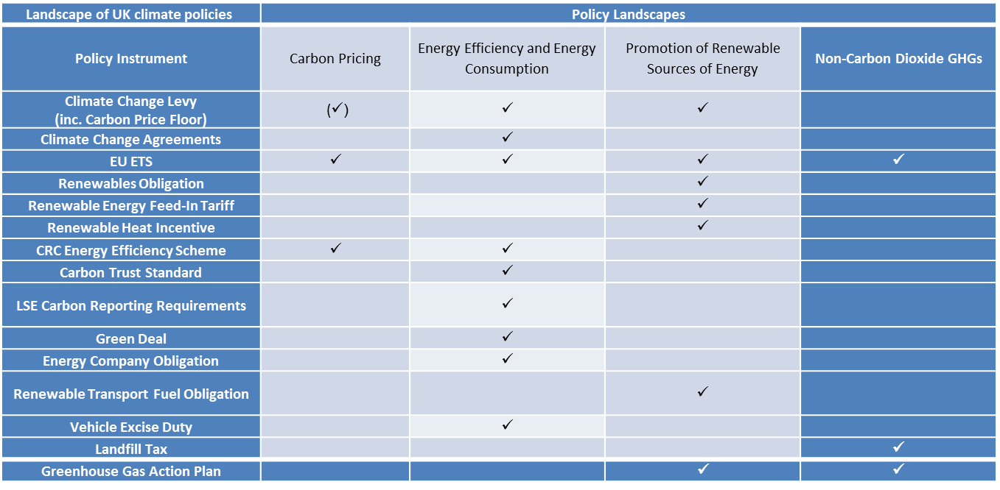 Landscape of UK climate policies Policy Landscapes
Policy Instrument Carbon Pricing Energy Efficiency and Energy Consumption Promotion of Renewable Sources of Energy Non-Carbon Dioxide GHGs
Climate Change Levy
(inc. Carbon Price Floor) (✓) ✓ ✓
Climate Change Agreements ✓
EU ETS ✓ ✓ ✓ ✓
Renewables Obligation ✓
Renewable Energy Feed-In Tariff ✓
Renewable Heat Incentive ✓
CRC Energy Efficiency Scheme ✓ ✓
Carbon Trust Standard ✓
LSE Carbon Reporting Requirements ✓
Green Deal ✓
Energy Company Obligation ✓
Renewable Transport Fuel Obligation ✓
Vehicle Excise Duty ✓
Landfill Tax ✓
Greenhouse Gas Action Plan ✓ ✓